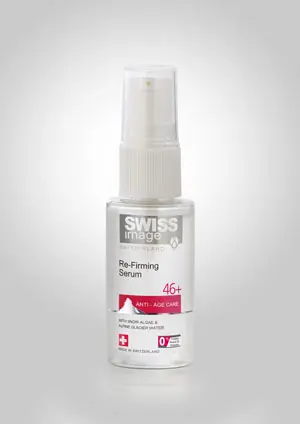 SWISS
image
SWITZERLAND
Re-Firming
Serum
46+
ANTI - AGE CARE
WITH SNOW ALGAE &
ALPINE GLACIER WATER
0
MADE IN SWITZERLAND